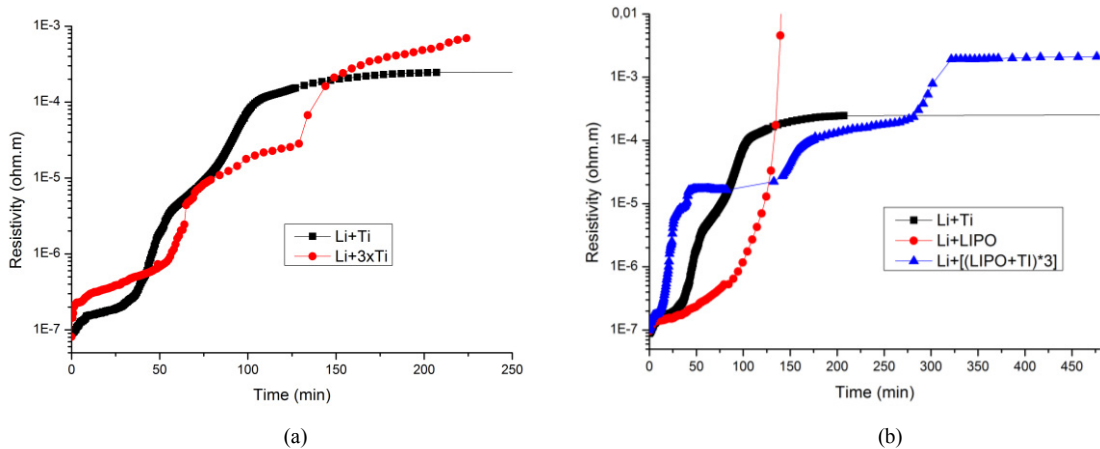 1E-3
1E-4
1E-5
1E-6
1E-7
Resistivity (ohm.m)
Li+Ti
Li+3xTi
0 50 100 150 200 250
Time (min)
(a)
0,01
1E-3
1E-4
1E-5
1E-6
1E-7
Resistivity (ohm.m)
Li+Ti
Li+LIPO
Li+[(LIPO+TI)*3]
0 50 100 150 200 250 300 350 400 450
Time (min)
(b)